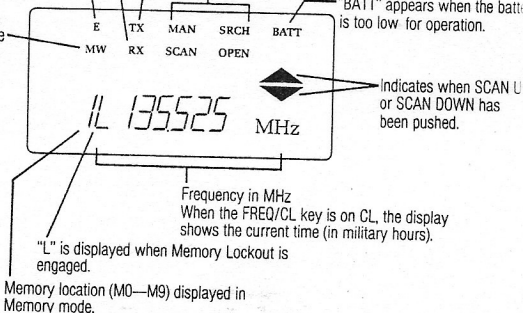 "BATT" appears when the batt
is too low for operation.
E TX MAN SRCH BATT
e MW RX SCAN OPEN
Indicates when SCAN U
or SCAN DOWN has
been pushed.
1L 135.525 MHz
Frequency in MHz
When the FREQ/CL key is on CL, the display
shows the current time (in military hours).
"L" is displayed when Memory Lockout is
engaged.
Memory location (M0—M9) displayed in
Memory mode.